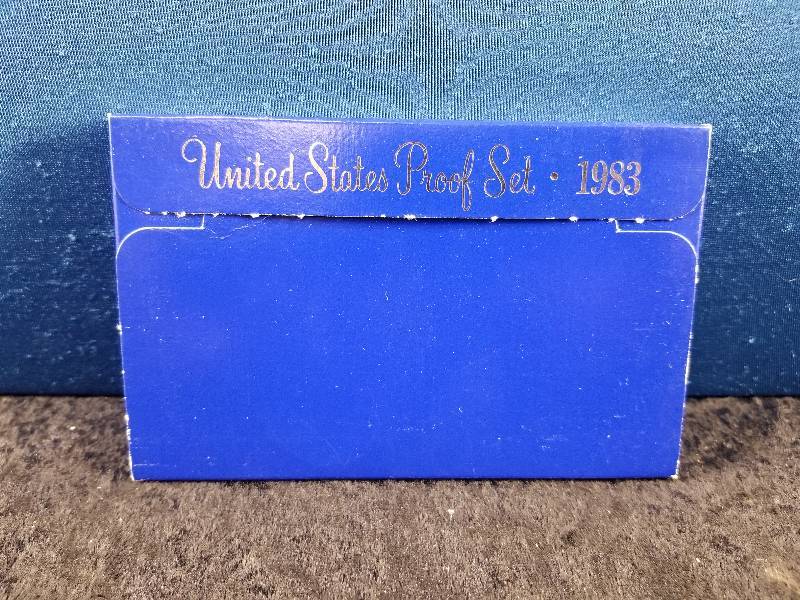 United States Proof Set · 1983